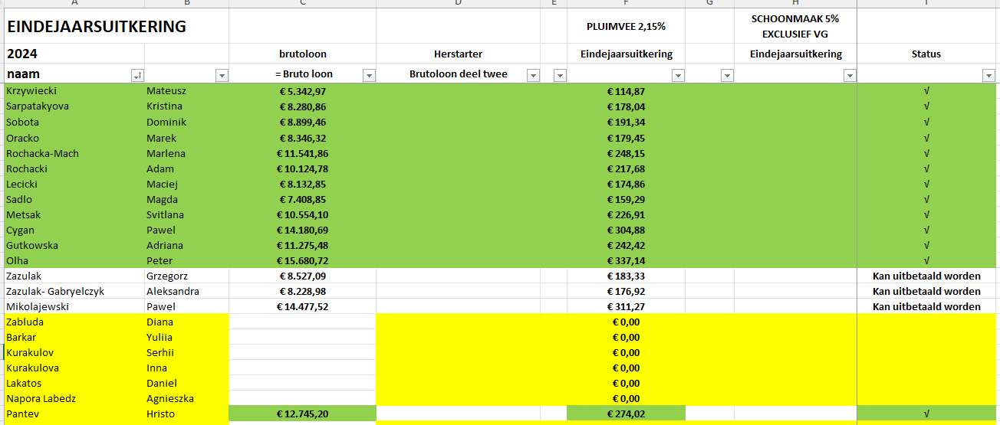 A B C D E F G H I
EINDEJAARSUITKERING PLUIMVEE 2,15% SCHOONMAAK 5% EXCLUSIEF VG
2024 brutoloon Herstarter Eindejaarsuitkering Eindejaarsuitkering Status
naam = Bruto loon Brutoloon deel twee
Krzywiecki Mateusz € 5.342,97 € 114,87 √
Sarpatakyova Kristina € 8.280,86 € 178,04 √
Sobota Dominik € 8.899,46 € 191,34 √
Oracko Marek € 8.346,32 € 179,45 √
Rochacka-Mach Marlena € 11.541,86 € 248,15 √
Rochacki Adam € 10.124,78 € 217,68 √
Lecicki Maciej € 8.132,85 € 174,86 √
Sadlo Magda € 7.408,85 € 159,29 √
Metsak Svitlana € 10.554,10 € 226,91 √
Cygan Pawel € 14.180,69 € 304,88 √
Gutkowska Adriana € 11.275,48 € 242,42 √
Olha Peter € 15.680,72 € 337,14 √
Zazulak Grzegorz € 8.527,09 € 183,33 Kan uitbetaald worden
Zazulak- Gabryelczyk Aleksandra € 8.228,98 € 176,92 Kan uitbetaald worden
Mikolajewski Pawel € 14.477,52 € 311,27 Kan uitbetaald worden
Zabluda Diana € 0,00
Barkar Yuliia € 0,00
Kurakulov Serhii € 0,00
Kurakulova Inna € 0,00
Lakatos Daniel € 0,00
Napora Labedz Agnieszka € 0,00
Pantev Hristo € 12.745,20 € 274,02 √